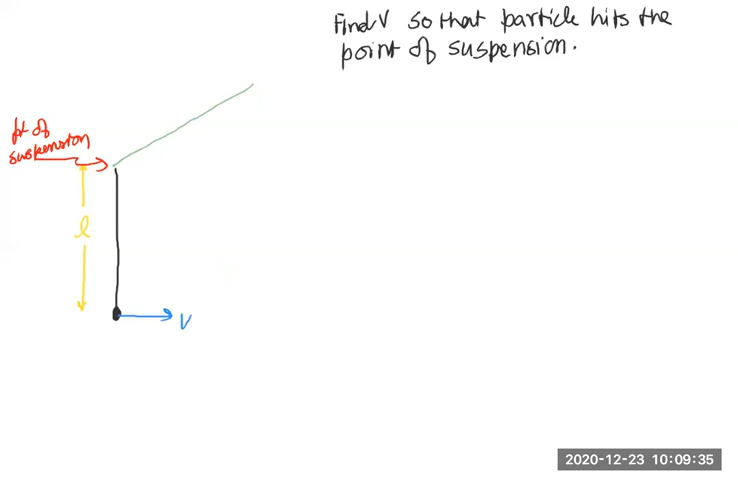 Find V so that particle hits the
point of suspension.
pt of
suspension
l
V
2020-12-23 10:09:35